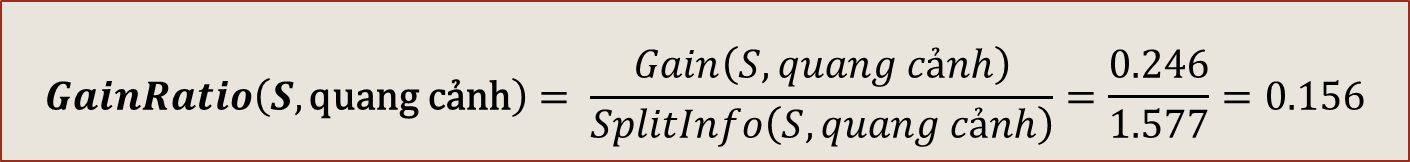 GainRatio(S, quang cảnh) = Gain(S, quang cảnh) / SplitInfo(S, quang cảnh) = 0.246 / 1.577 = 0.156